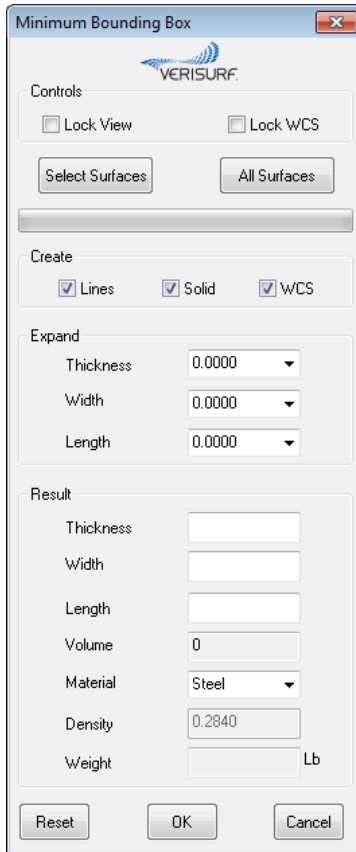 Minimum Bounding Box
VERISURF.
Controls
Lock View Lock WCS
Select Surfaces All Surfaces
Create
Lines Solid WCS
Expand
Thickness 0.0000
Width 0.0000
Length 0.0000
Result
Thickness
Width
Length
Volume 0
Material Steel
Density 0.2840
Weight Lb
Reset OK Cancel